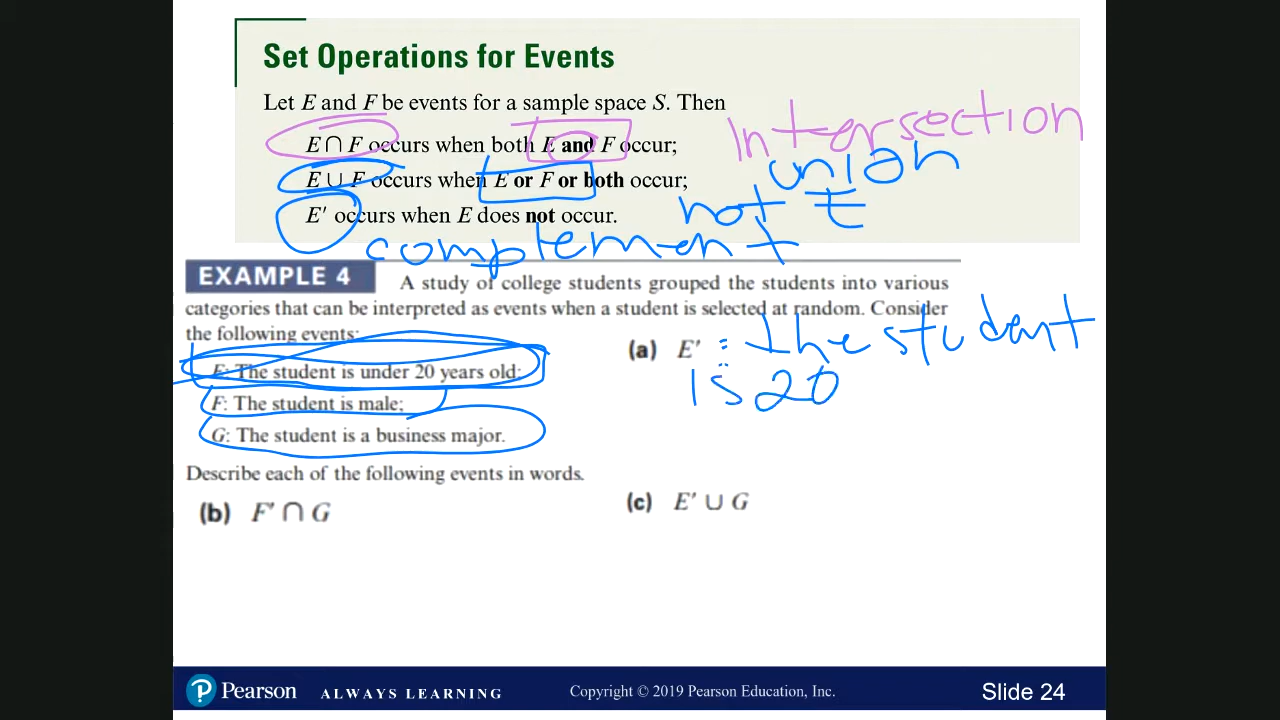 Set Operations for Events
Let E and F be events for a sample space S. Then
E ∩ F occurs when both E and F occur;
Intersection
E ∪ F occurs when E or F or both occur;
union
E′ occurs when E does not occur.
not E
complement
EXAMPLE 4 A study of college students grouped the students into various
categories that can be interpreted as events when a student is selected at random. Consider
the following events:
E: The student is under 20 years old;
F: The student is male;
G: The student is a business major.
(a) E′ : the student
is 20
Describe each of the following events in words.
(b) F′ ∩ G
(c) E′ ∪ G
Pearson ALWAYS LEARNING Copyright © 2019 Pearson Education, Inc. Slide 24